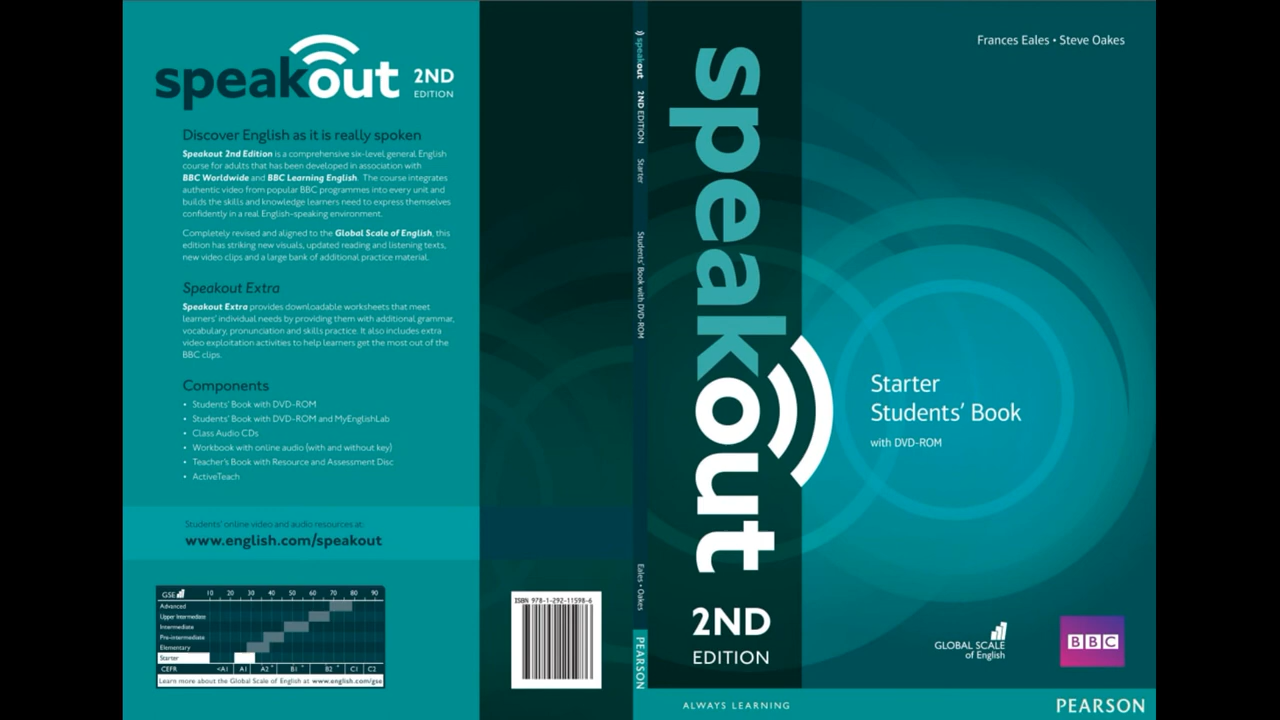 speakout 2ND
EDITION
Discover English as it is really spoken
Speakout 2nd Edition is a comprehensive six-level general English
course for adults that has been developed in association with
BBC Worldwide and BBC Learning English. The course integrates
authentic video from popular BBC programmes into every unit and
builds the skills and knowledge learners need to express themselves
confidently in a real English-speaking environment.
Completely revised and aligned to the Global Scale of English, this
edition has striking new visuals, updated reading and listening texts,
new video clips and a large bank of additional practice material.
Speakout Extra
Speakout Extra provides downloadable worksheets that meet
learners' individual needs by providing them with additional grammar,
vocabulary, pronunciation and skills practice. It also includes extra
video exploitation activities to help learners get the most out of the
BBC clips.
Components
• Students' Book with DVD-ROM
• Students' Book with DVD-ROM and MyEnglishLab
• Class Audio CDs
• Workbook with online audio (with and without key)
• Teacher's Book with Resource and Assessment Disc
• ActiveTeach
Students' online video and audio resources at:
www.english.com/speakout
GSE 10 20 30 40 50 60 70 80 90
Advanced
Upper Intermediate
Intermediate
Pre-intermediate
Elementary
Starter
CEFR <A1 A1 A2 + B1 + B2 + C1 C2
Learn more about the Global Scale of English at www.english.com/gse
ISBN 978-1-292-11598-6
speakout 2ND EDITION Starter Students' Book with DVD-ROM Eales • Oakes PEARSON
speakout
2ND
EDITION
ALWAYS LEARNING
Frances Eales • Steve Oakes
Starter
Students' Book
with DVD-ROM
GLOBAL SCALE
of English
BBC
PEARSON